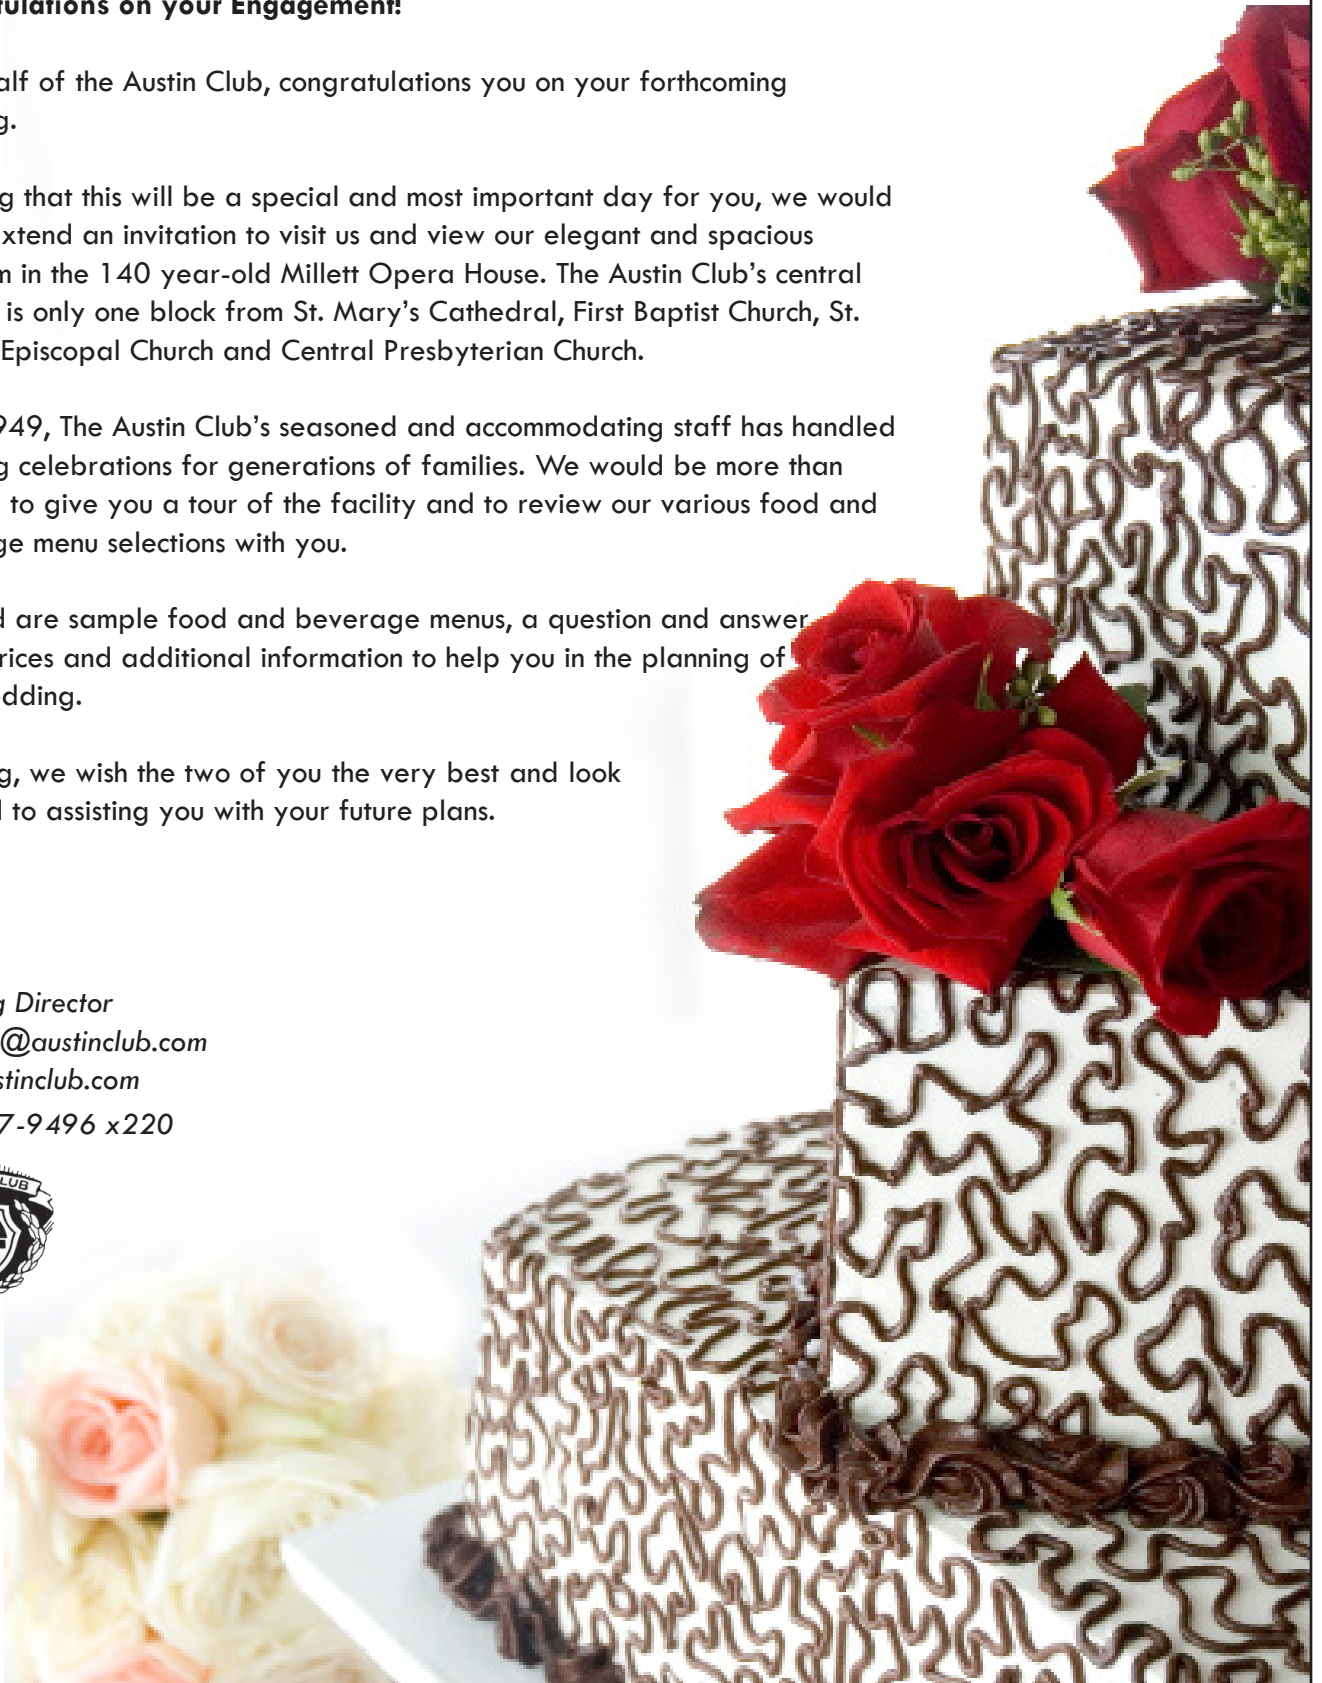 tulations on your Engagement!
alf of the Austin Club, congratulations you on your forthcoming
g.
g that this will be a special and most important day for you, we would
xtend an invitation to visit us and view our elegant and spacious
m in the 140 year-old Millett Opera House. The Austin Club’s central
is only one block from St. Mary’s Cathedral, First Baptist Church, St.
Episcopal Church and Central Presbyterian Church.
949, The Austin Club’s seasoned and accommodating staff has handled
g celebrations for generations of families. We would be more than
to give you a tour of the facility and to review our various food and
ge menu selections with you.
d are sample food and beverage menus, a question and answer
rices and additional information to help you in the planning of
dding.
g, we wish the two of you the very best and look
d to assisting you with your future plans.
g Director
@austinclub.com
stinclub.com
7-9496 x220
LUB